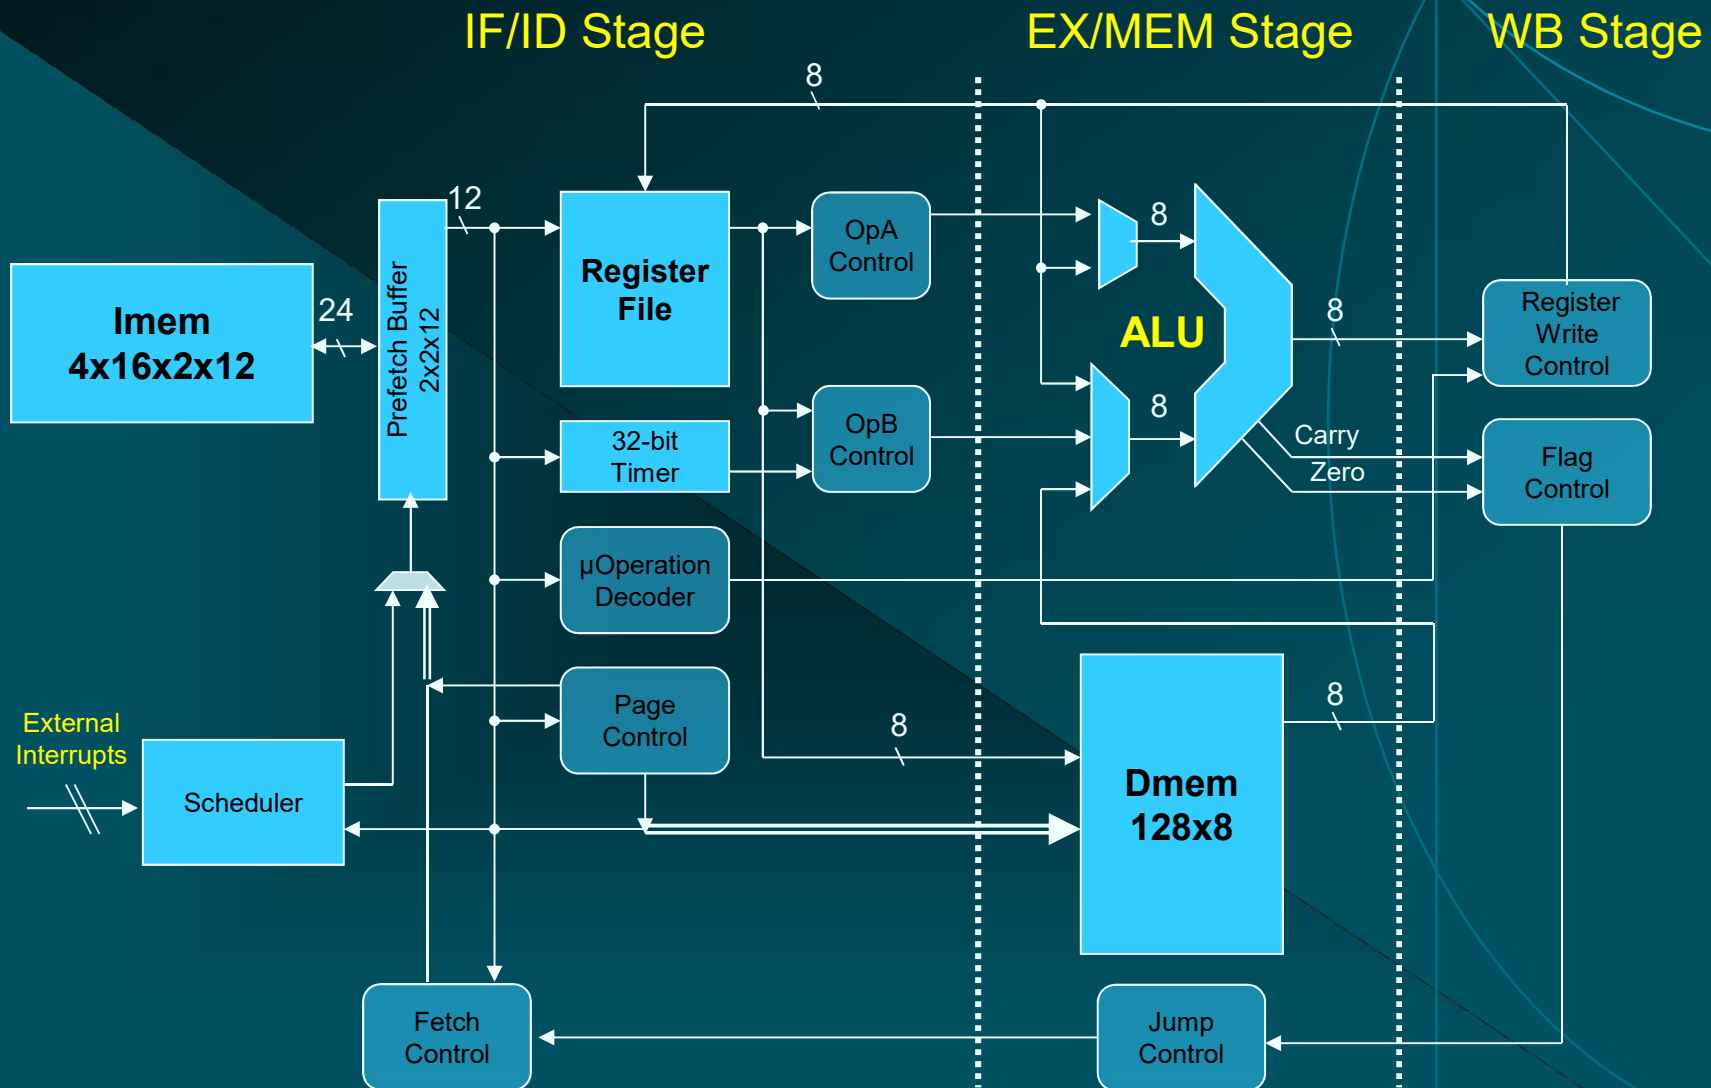 IF/ID Stage
EX/MEM Stage
WB Stage
8
12
Imem
4x16x2x12
24
Prefetch Buffer
2x2x12
Register
File
OpA
Control
8
ALU
8
Register
Write
Control
32-bit
Timer
OpB
Control
8
Carry
Zero
Flag
Control
µOperation
Decoder
Page
Control
External
Interrupts
Scheduler
8
Dmem
128x8
8
Fetch
Control
Jump
Control